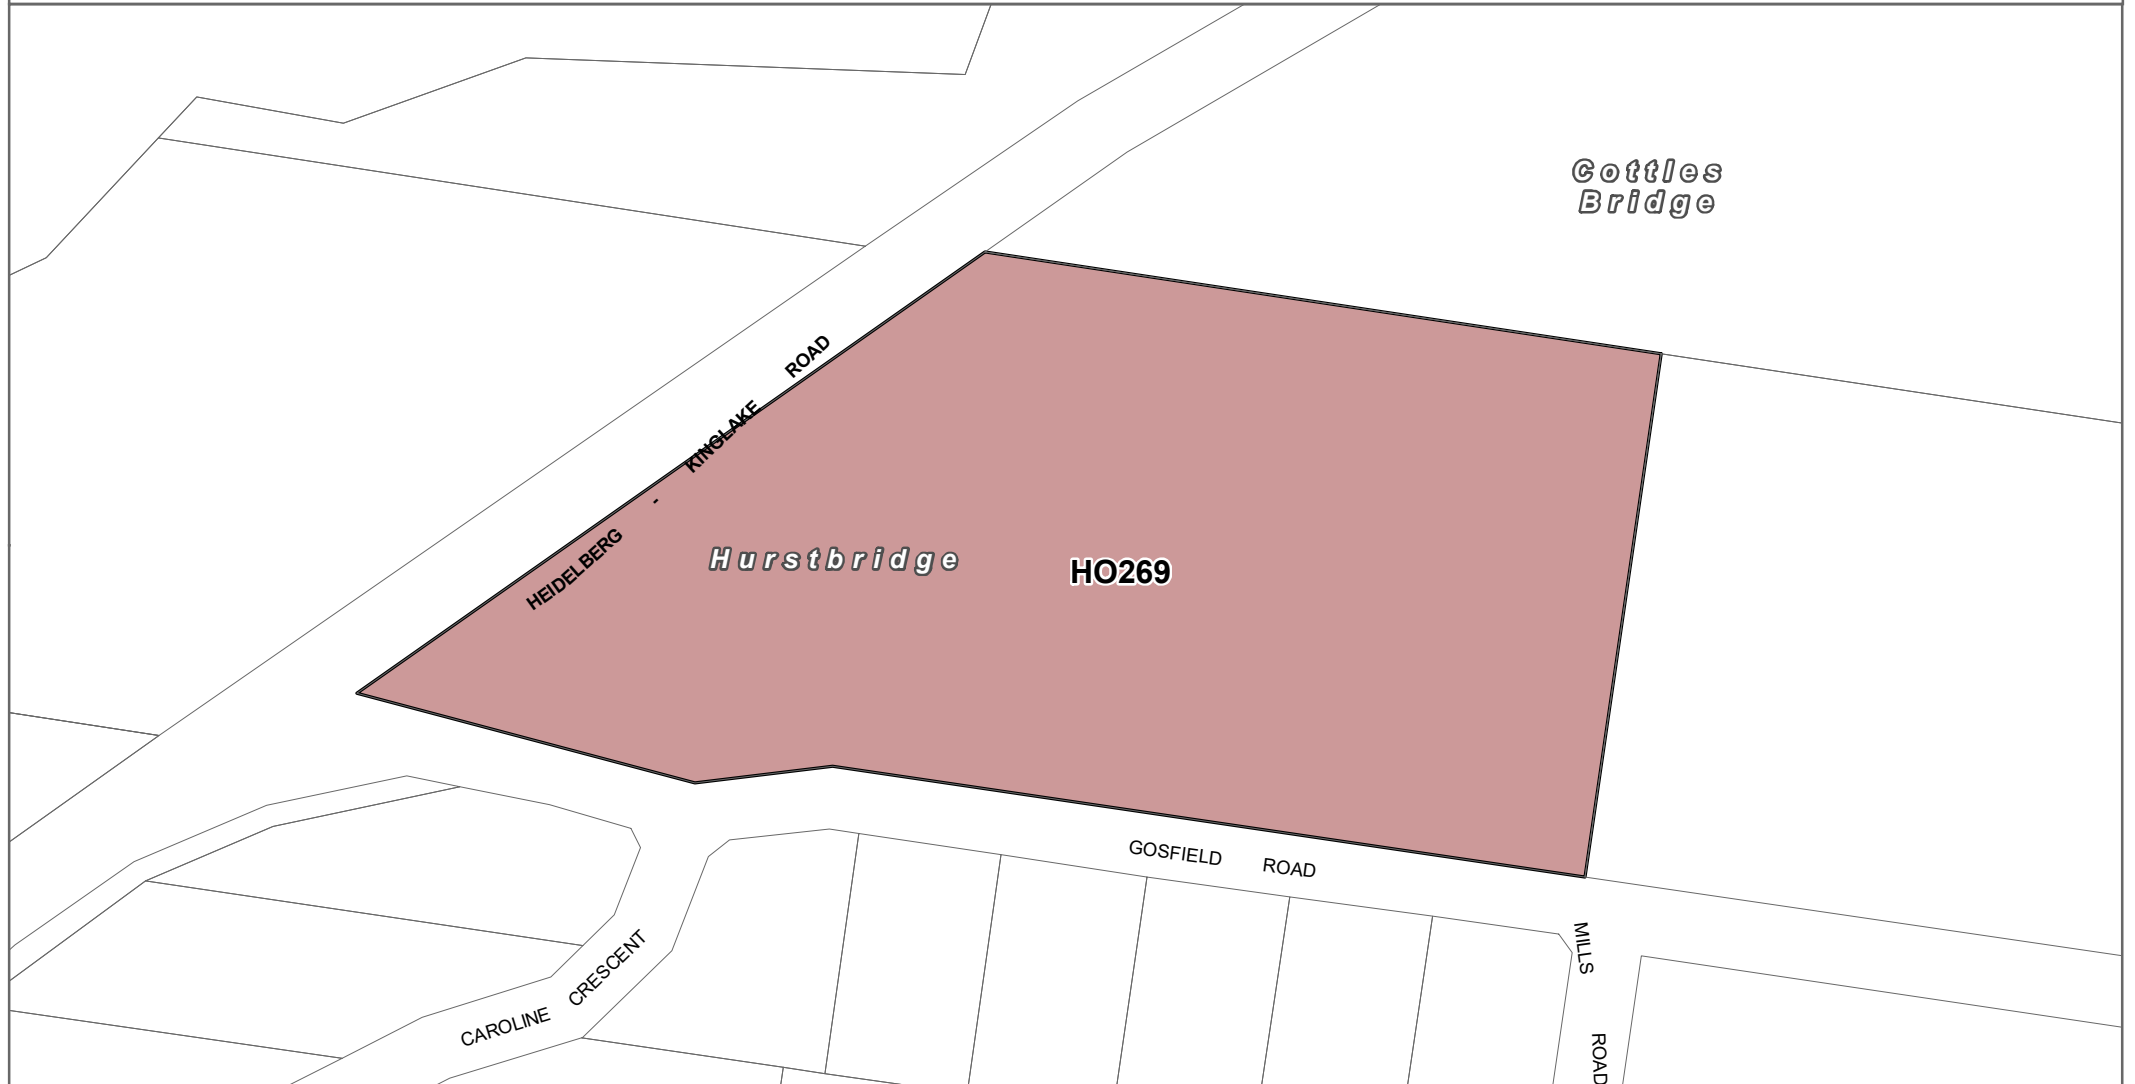 Cottles
Bridge
HEIDELBERG - KINGLAKE ROAD
Hurstbridge
HO269
GOSFIELD ROAD
MILLS ROAD
CAROLINE CRESCENT